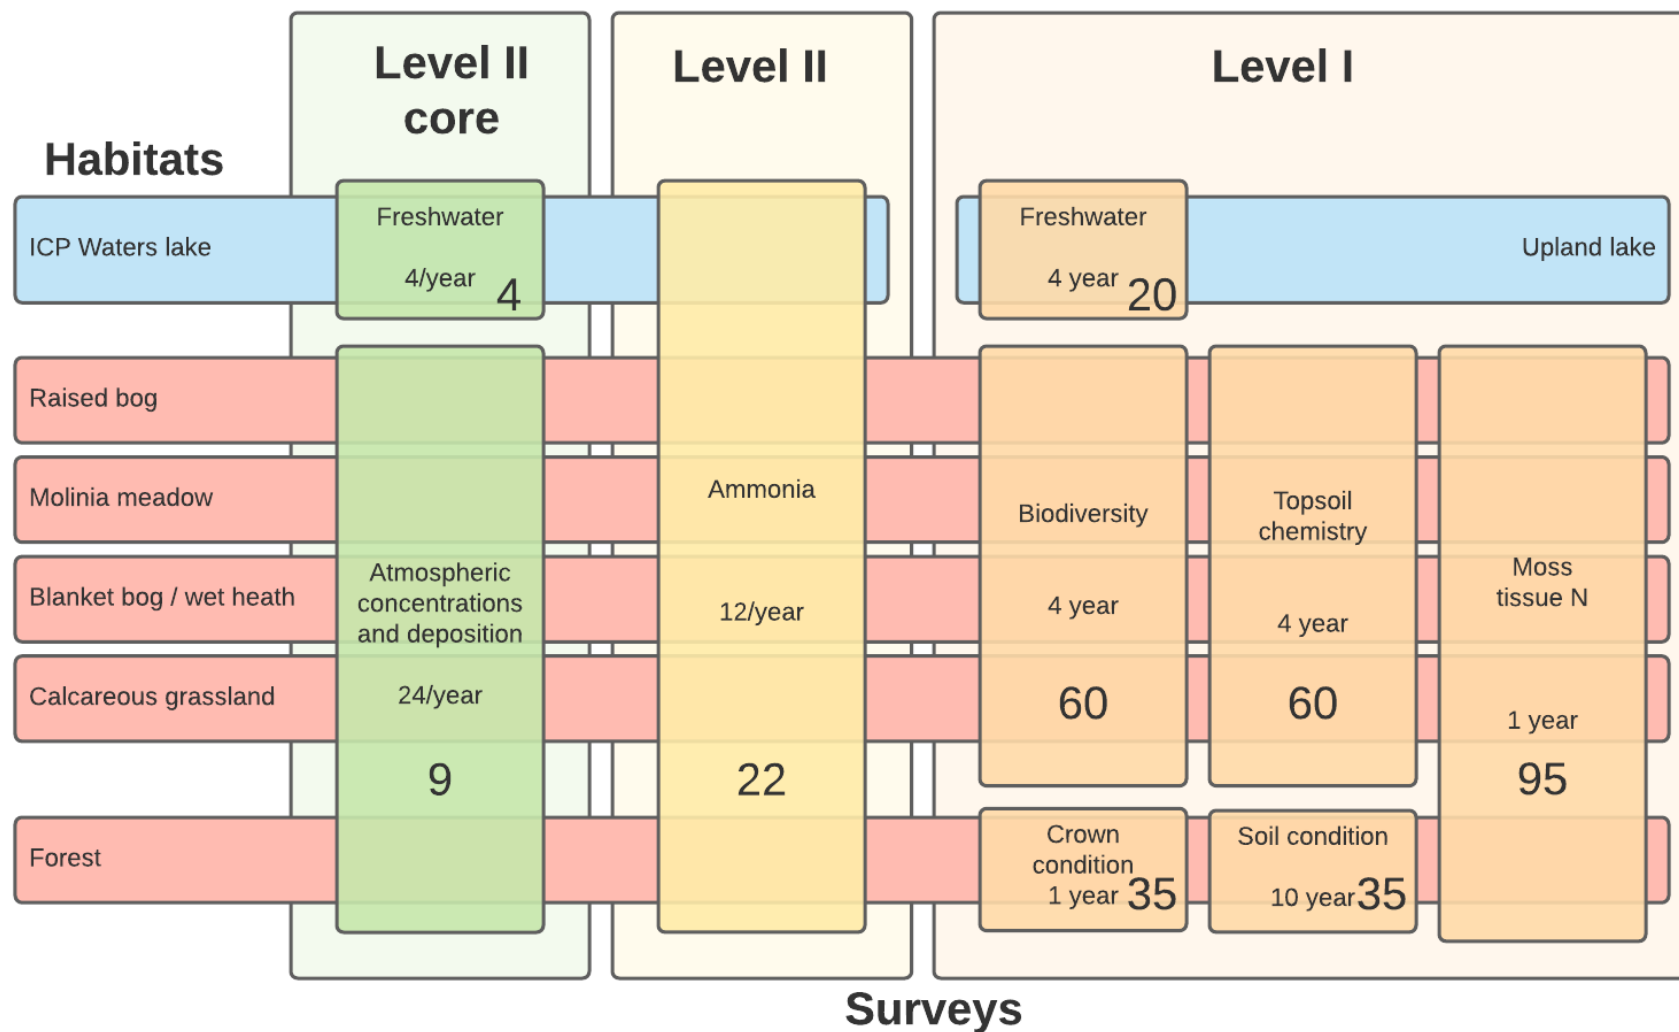 Level II
core
Level II
Level I
Habitats
ICP Waters lake
Freshwater
4/year
4
Freshwater
4 year
20
Upland lake
Raised bog
Molinia meadow
Blanket bog / wet heath
Calcareous grassland
Forest
Atmospheric
concentrations
and deposition
24/year
9
Ammonia
12/year
22
Biodiversity
4 year
60
Topsoil
chemistry
4 year
60
Moss
tissue N
1 year
95
Crown
condition
1 year
35
Soil condition
10 year
35
Surveys